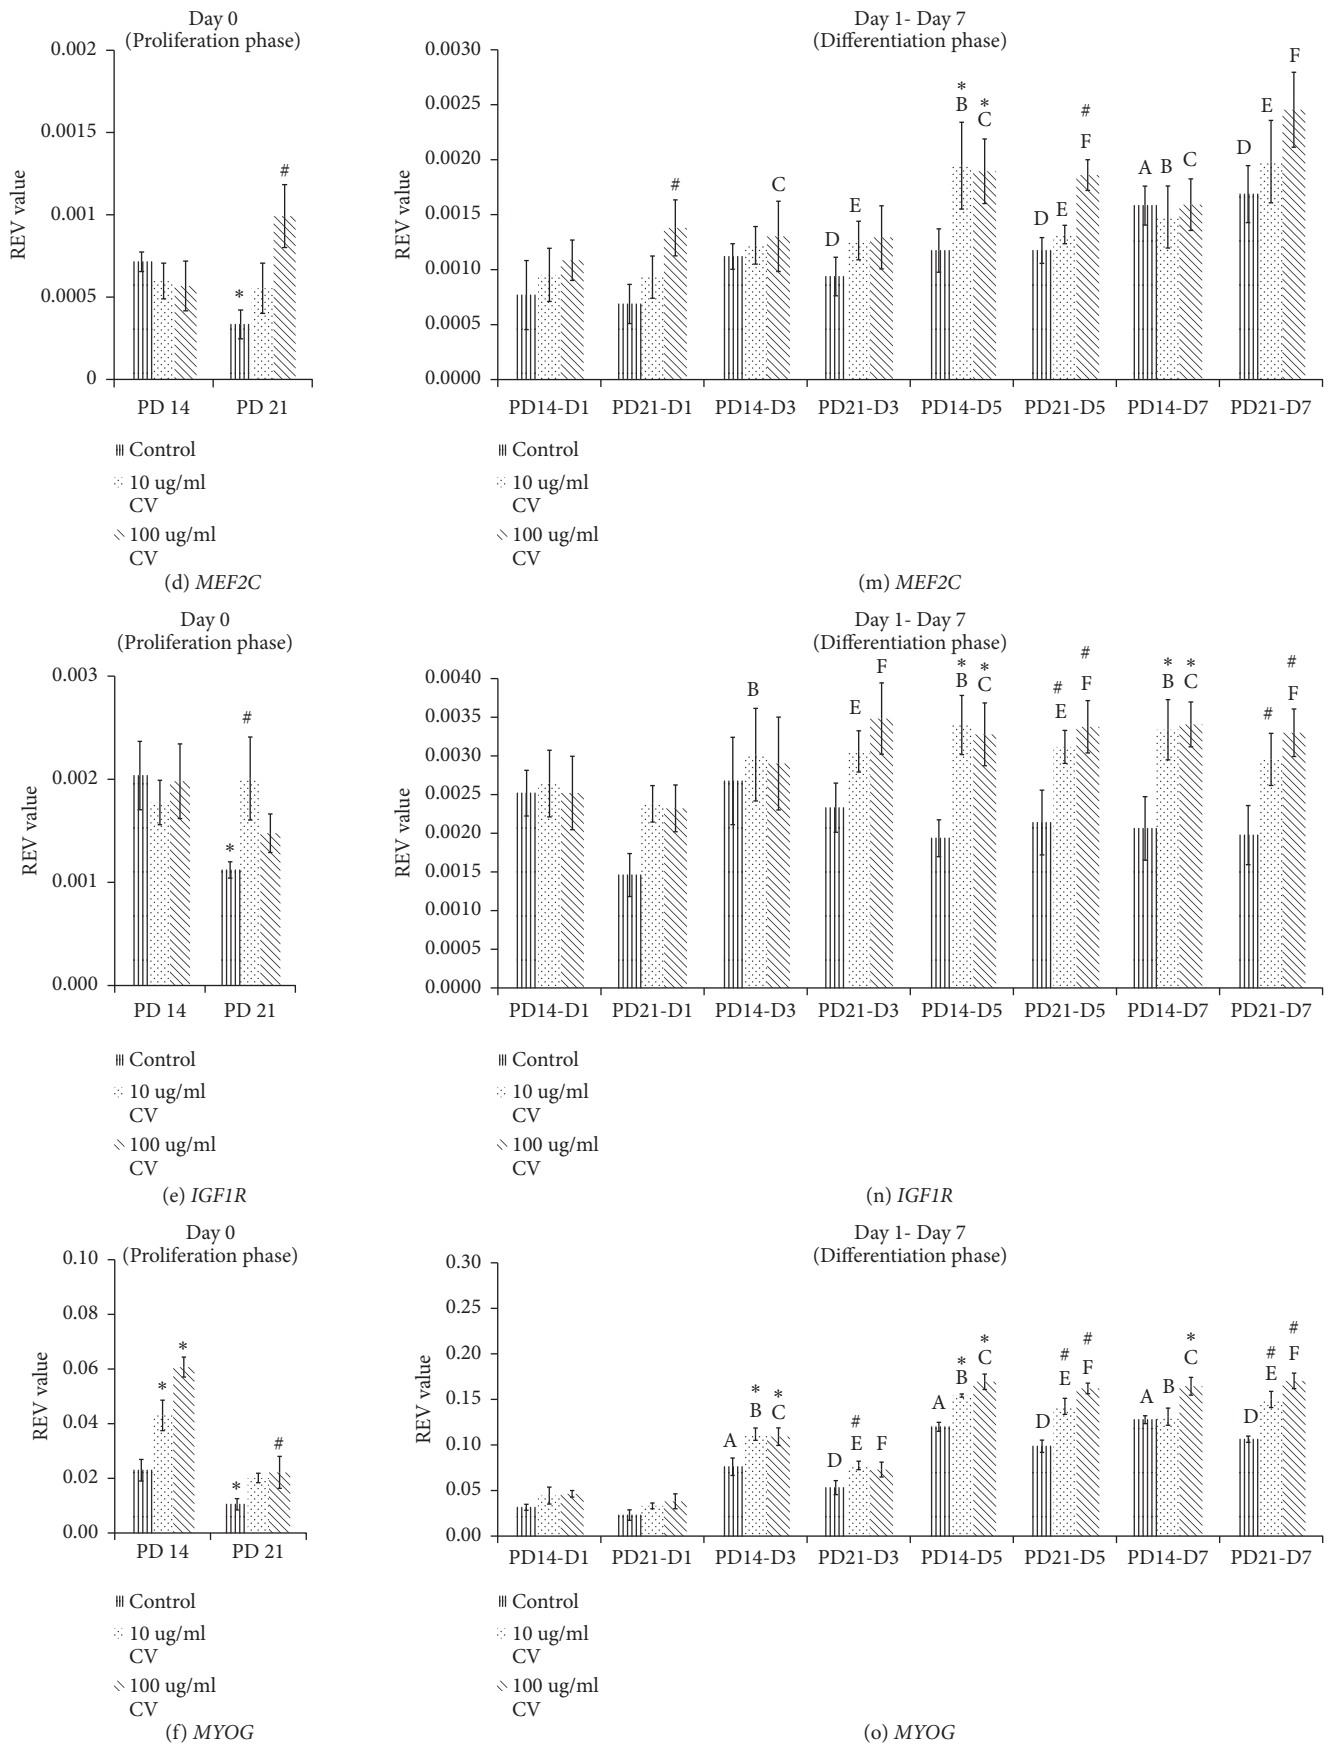 Day 0
(Proliferation phase)
0.002
0.0015
0.001
0.0005
0
REV value
*
#
PD 14
PD 21
Control
10 ug/ml
CV
100 ug/ml
CV
(d) MEF2C
Day 1- Day 7
(Differentiation phase)
0.0030
0.0025
0.0020
0.0015
0.0010
0.0005
0.0000
REV value
#
C
D
E
*
B
*
C
D
E
#
F
A
B
C
D
E
F
PD14-D1
PD21-D1
PD14-D3
PD21-D3
PD14-D5
PD21-D5
PD14-D7
PD21-D7
Control
10 ug/ml
CV
100 ug/ml
CV
(m) MEF2C
Day 0
(Proliferation phase)
0.003
0.002
0.001
0.000
REV value
*
#
PD 14
PD 21
Control
10 ug/ml
CV
100 ug/ml
CV
(e) IGF1R
Day 1- Day 7
(Differentiation phase)
0.0040
0.0035
0.0030
0.0025
0.0020
0.0015
0.0010
0.0005
0.0000
REV value
B
E
F
*
B
*
C
#
E
#
F
*
B
*
C
#
#
F
PD14-D1
PD21-D1
PD14-D3
PD21-D3
PD14-D5
PD21-D5
PD14-D7
PD21-D7
Control
10 ug/ml
CV
100 ug/ml
CV
(n) IGF1R
Day 0
(Proliferation phase)
0.10
0.08
0.06
0.04
0.02
0.00
REV value
*
*
*
#
PD 14
PD 21
Control
10 ug/ml
CV
100 ug/ml
CV
(f) MYOG
Day 1- Day 7
(Differentiation phase)
0.30
0.25
0.20
0.15
0.10
0.05
0.00
REV value
A
*
B
*
C
D
#
E
F
A
*
B
*
C
D
#
E
#
F
A
B
*
C
D
#
E
#
F
PD14-D1
PD21-D1
PD14-D3
PD21-D3
PD14-D5
PD21-D5
PD14-D7
PD21-D7
Control
10 ug/ml
CV
100 ug/ml
CV
(o) MYOG